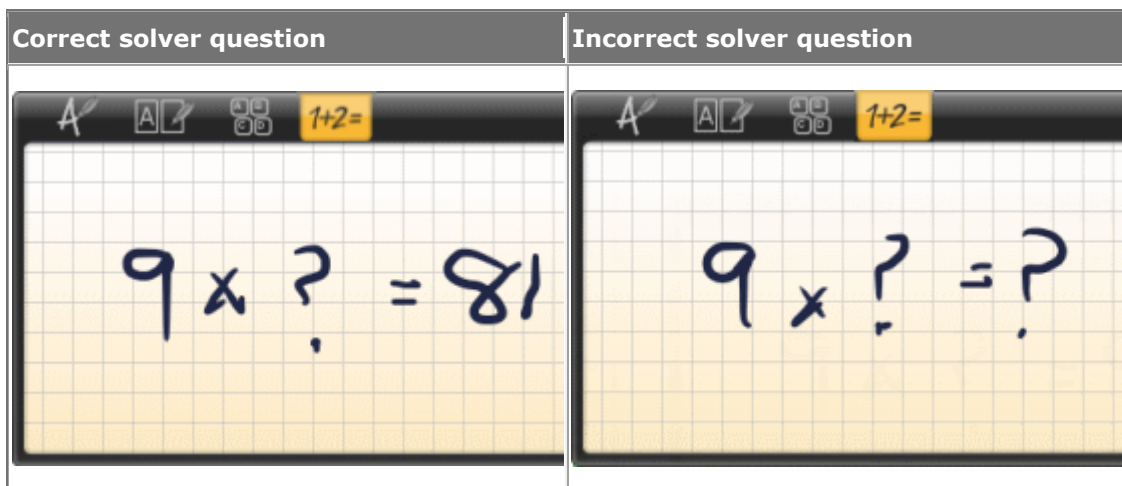 Correct solver question
Incorrect solver question
A A A B C D 1+2=
A A A B C D 1+2=
9 x ? = 81
9 x ? = ?